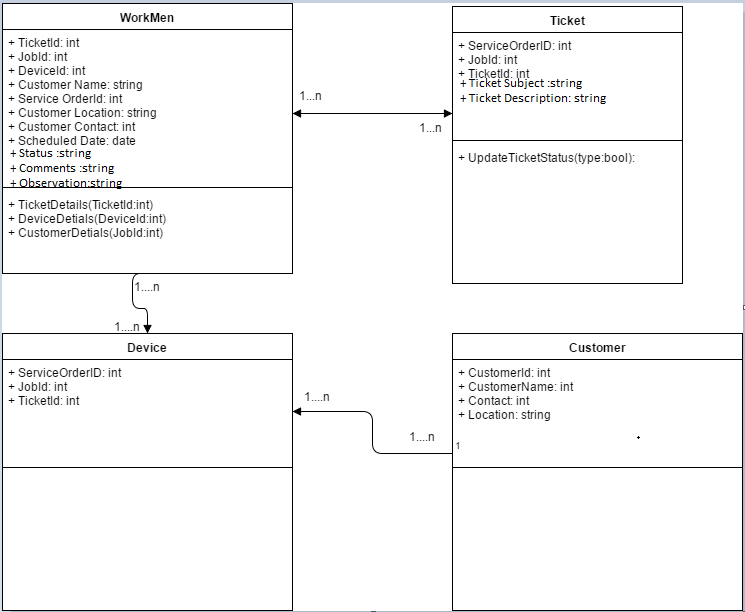 WorkMen
+ TicketId: int
+ JobId: int
+ DeviceId: int
+ Customer Name: string
+ Service OrderId: int
+ Customer Location: string
+ Customer Contact: int
+ Scheduled Date: date
+ Status :string
+ Comments :string
+ Observation:string
+ TicketDetails(TicketId:int)
+ DeviceDetials(DeviceId:int)
+ CustomerDetials(JobId:int)
1...n
1...n
Ticket
+ ServiceOrderID: int
+ JobId: int
+ TicketId: int
+ Ticket Subject :string
+ Ticket Description: string
+ UpdateTicketStatus(type:bool):
1....n
1....n
Device
+ ServiceOrderID: int
+ JobId: int
+ TicketId: int
1....n
1....n
Customer
+ CustomerId: int
+ CustomerName: int
+ Contact: int
+ Location: string
1